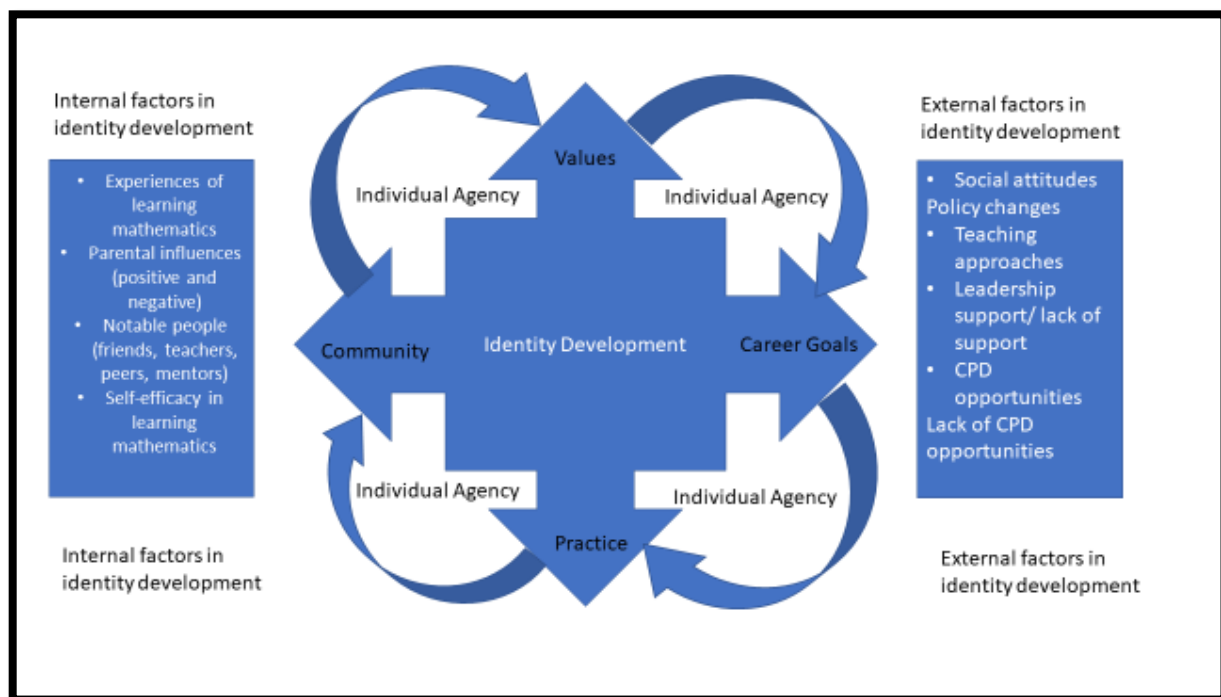 Internal factors in
identity development
• Experiences of
learning
mathematics
• Parental influences
(positive and
negative)
• Notable people
(friends, teachers,
peers, mentors)
• Self-efficacy in
learning
mathematics
Internal factors in
identity development
Values
Individual Agency
Individual Agency
Community
Identity Development
Career Goals
Individual Agency
Individual Agency
Practice
External factors in
identity development
• Social attitudes
Policy changes
• Teaching
approaches
• Leadership
support/ lack of
support
• CPD
opportunities
Lack of CPD
opportunities
External factors in
identity development